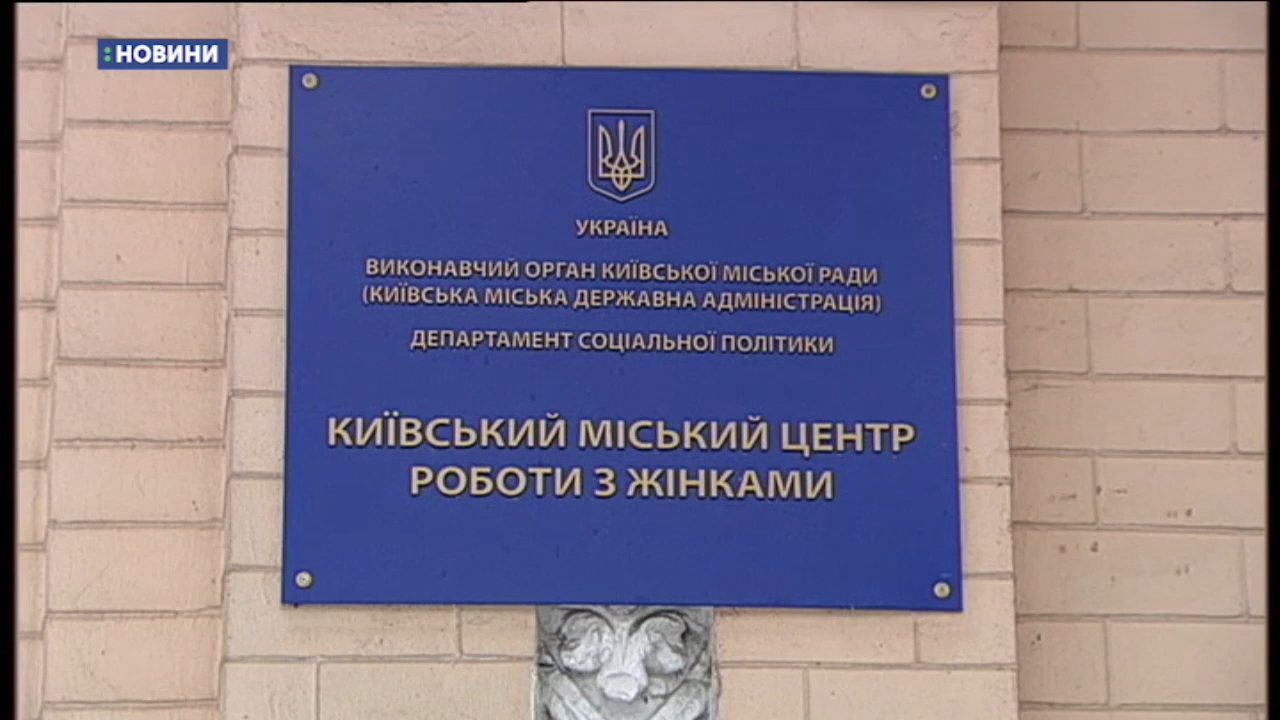 :НОВИНИ
УКРАЇНА
ВИКОНАВЧИЙ ОРГАН КИЇВСЬКОЇ МІСЬКОЇ РАДИ
(КИЇВСЬКА МІСЬКА ДЕРЖАВНА АДМІНІСТРАЦІЯ)
ДЕПАРТАМЕНТ СОЦІАЛЬНОЇ ПОЛІТИКИ
КИЇВСЬКИЙ МІСЬКИЙ ЦЕНТР
РОБОТИ З ЖІНКАМИ